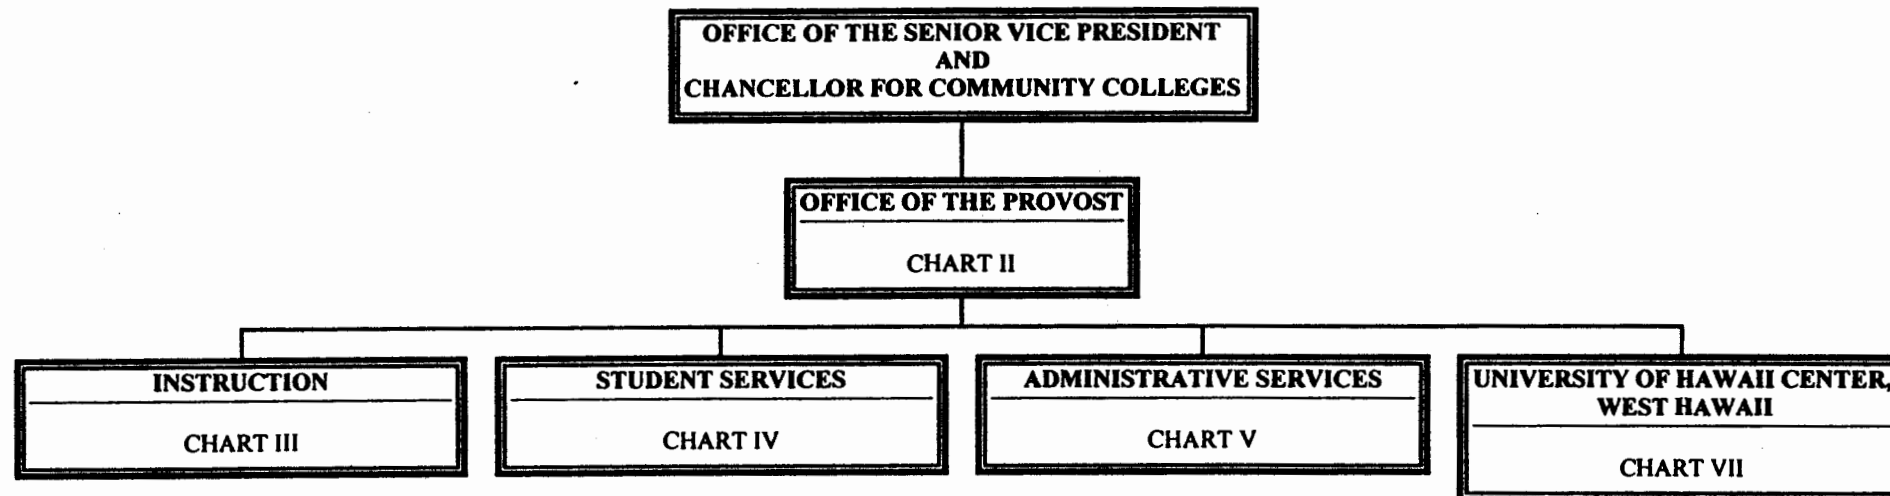 OFFICE OF THE SENIOR VICE PRESIDENT
AND
CHANCELLOR FOR COMMUNITY COLLEGES
OFFICE OF THE PROVOST
CHART II
INSTRUCTION
CHART III
STUDENT SERVICES
CHART IV
ADMINISTRATIVE SERVICES
CHART V
UNIVERSITY OF HAWAII CENTER,
WEST HAWAII
CHART VII